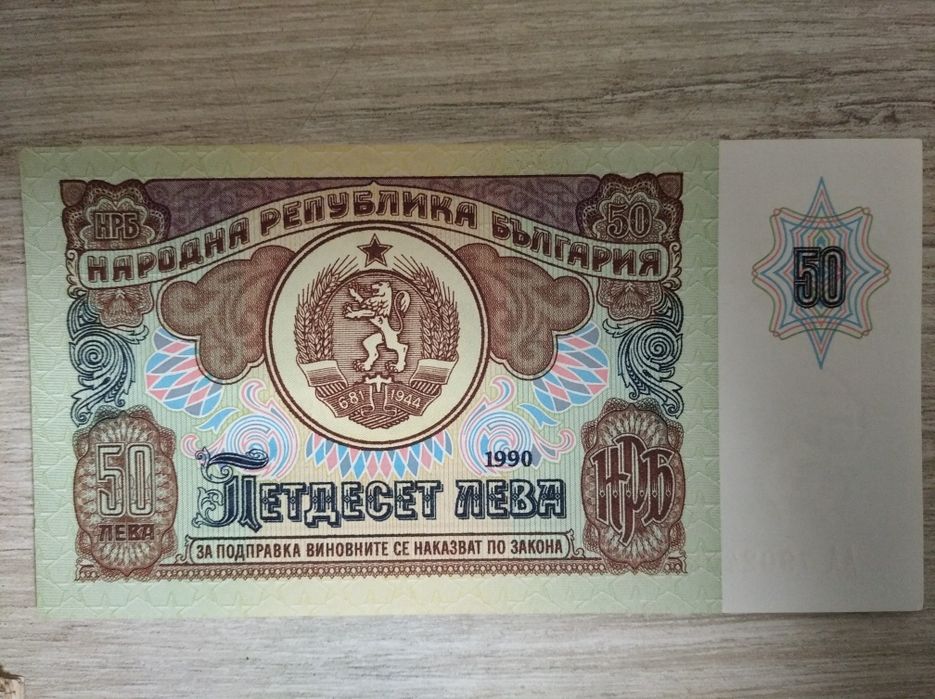 НРБ
НАРОДНА РЕПУБЛИКА БЪЛГАРИЯ
50
50
681 1944
1990
50
ЛЕВА
ПЕТДЕСЕТ ЛЕВА
НРБ
ЗА ПОДПРАВКА ВИНОВНИТЕ СЕ НАКАЗВАТ ПО ЗАКОНА